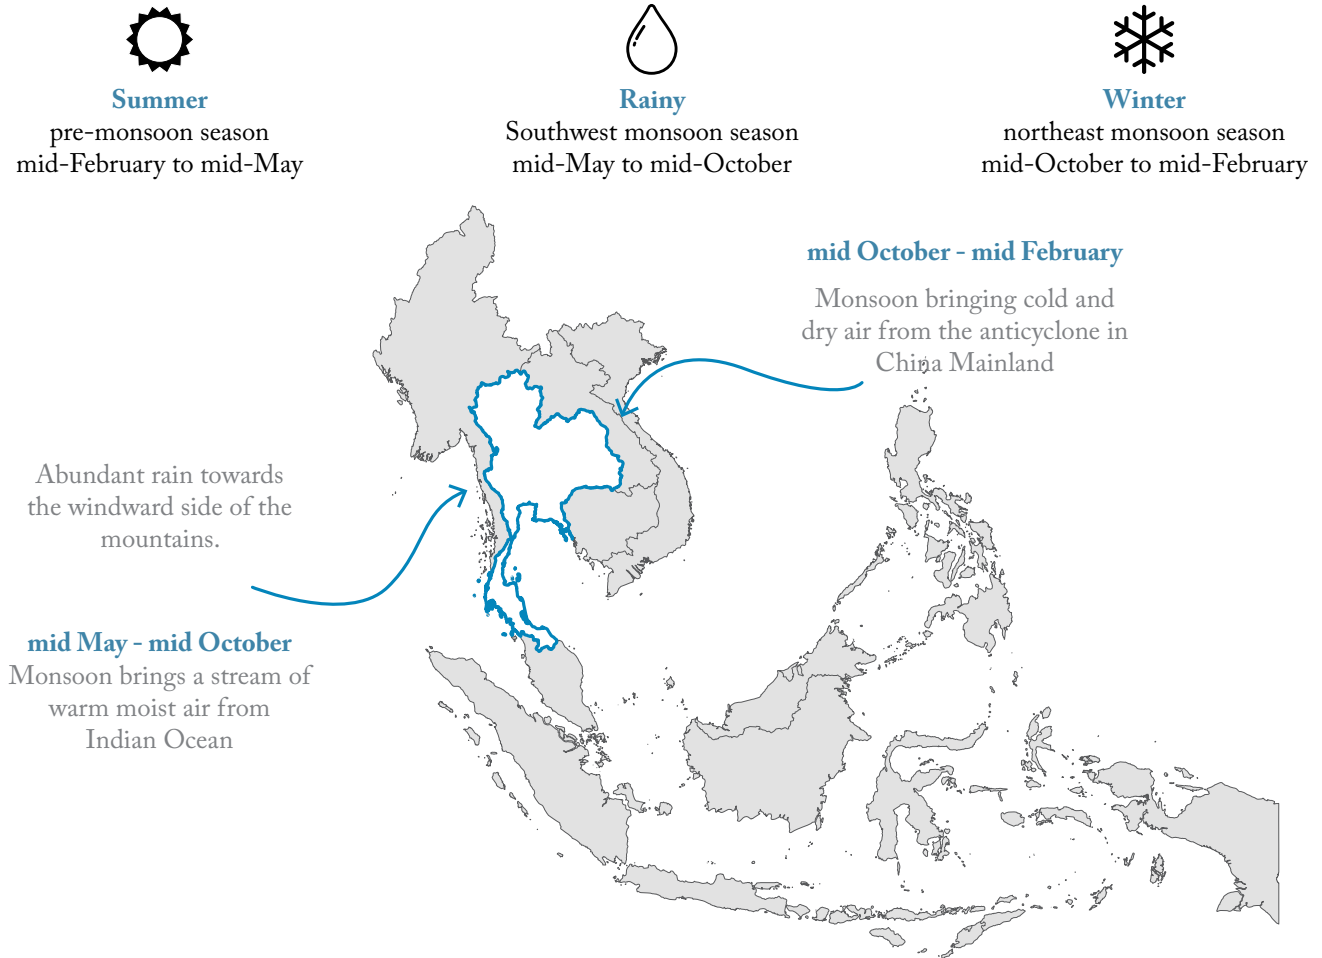 Summer
pre-monsoon season
mid-February to mid-May
Rainy
Southwest monsoon season
mid-May to mid-October
Winter
northeast monsoon season
mid-October to mid-February
mid October - mid February
Monsoon bringing cold and
dry air from the anticyclone in
China Mainland
Abundant rain towards
the windward side of the
mountains.
mid May - mid October
Monsoon brings a stream of
warm moist air from
Indian Ocean